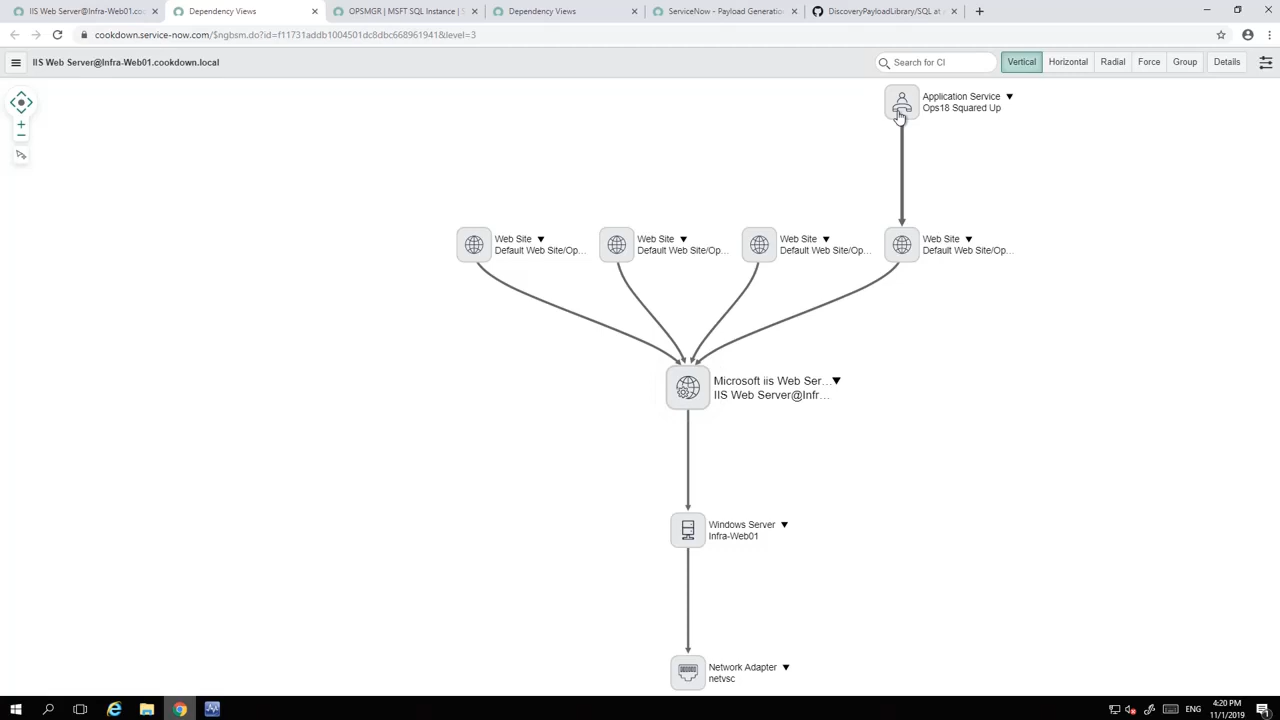 IIS Web Server@Infra-Web01.co:
Dependency Views
OPSMGR | MSFT SQL Instance | S
Dependency Views
ServiceNow - Payload Generation
DiscoveryPayloadLibrary/SQL at
cookdown.service-now.com/$ngbsm.do?id=f11731addb1004501dc8dbc668961941&level=3
IIS Web Server@Infra-Web01.cookdown.local
Search for CI
Vertical
Horizontal
Radial
Force
Group
Details
Application Service
Ops18 Squared Up
Web Site
Default Web Site/Op...
Web Site
Default Web Site/Op...
Web Site
Default Web Site/Op...
Web Site
Default Web Site/Op...
Microsoft iis Web Ser...
IIS Web Server@Infr...
Windows Server
Infra-Web01
Network Adapter
netvsc
ENG
4:20 PM
11/1/2019